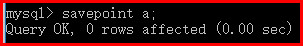 mysql> savepoint a;
Query OK, 0 rows affected (0.00 sec)